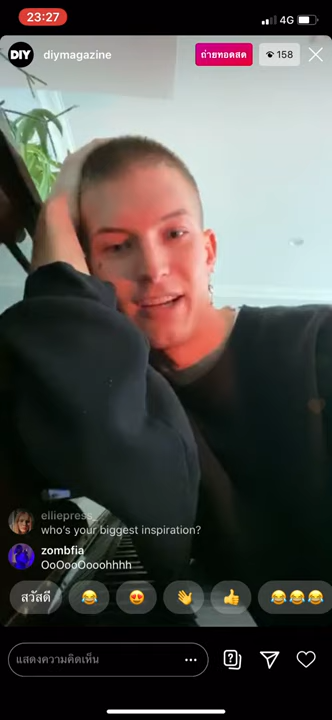 23:27
4G
DIY
diymagazine
ถ่ายทอดสด
158
elliepress_
who's your biggest inspiration?
zombfia
OoOooOooohhhh
สวัสดี
แสดงความคิดเห็น